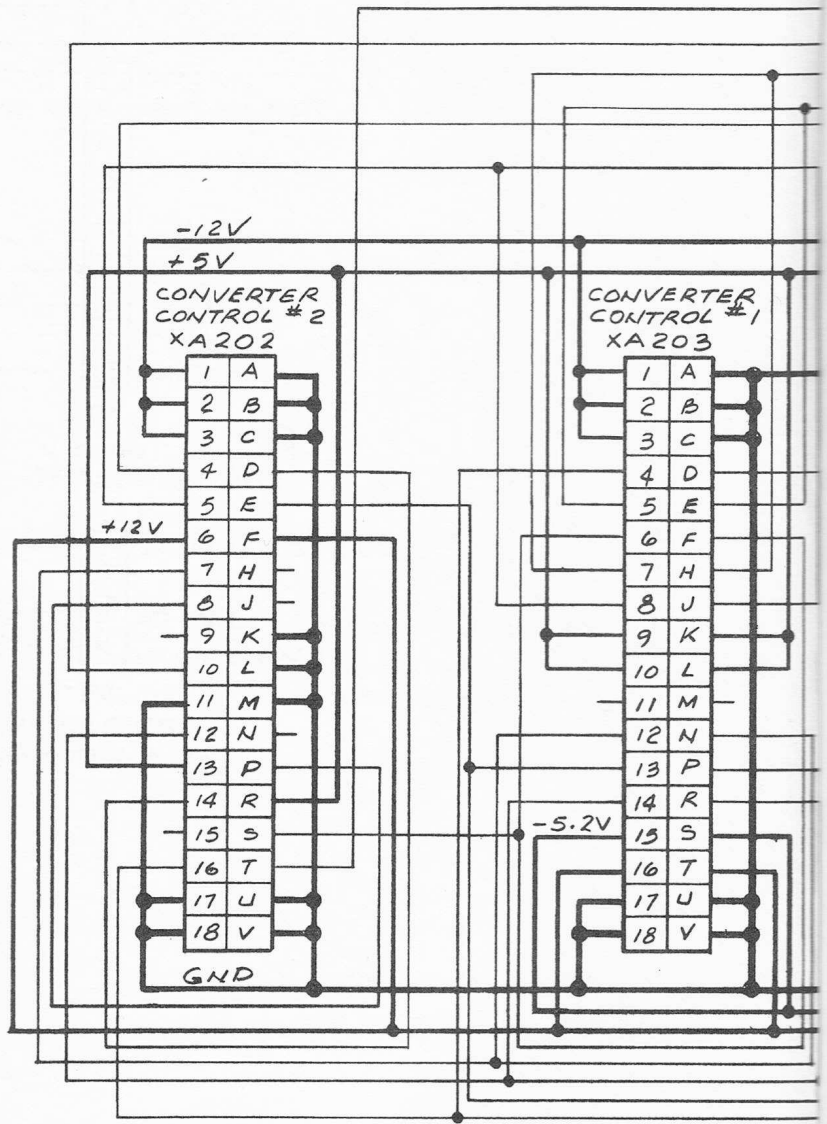 -12V
+5V
CONVERTER
CONTROL #2
XA202
1 A
2 B
3 C
4 D
5 E
+12V
6 F
7 H
8 J
9 K
10 L
11 M
12 N
13 P
14 R
15 S
16 T
17 U
18 V
GND
CONVERTER
CONTROL #1
XA203
1 A
2 B
3 C
4 D
5 E
6 F
7 H
8 J
9 K
10 L
11 M
12 N
13 P
14 R
-5.2V
15 S
16 T
17 U
18 V